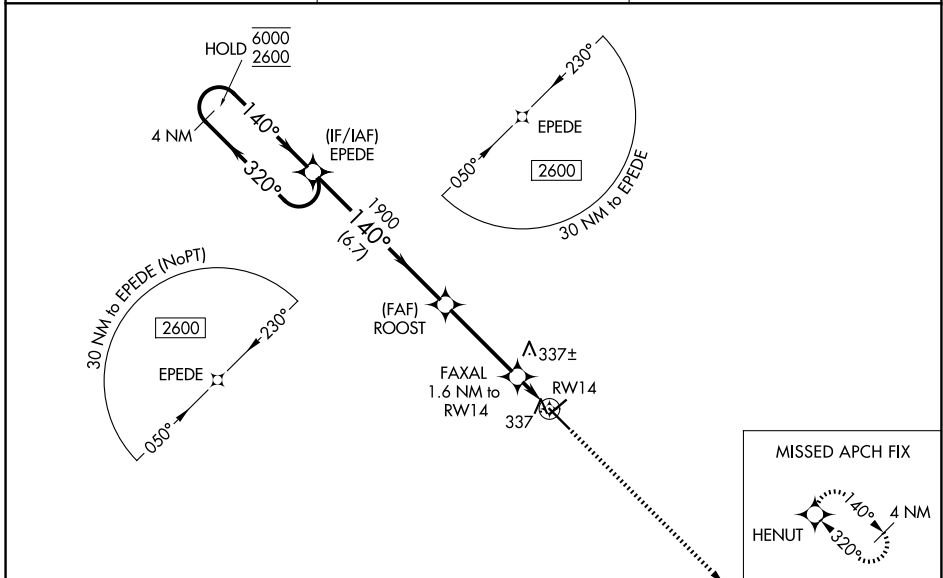 HOLD 6000
2600
4 NM
140°
320°
(IF/IAF)
EPEDE
1900
140°
(6.7)
230°
EPEDE
050°
2600
30 NM to EPEDE
30 NM to EPEDE (NoPT)
2600
230°
EPEDE
050°
(FAF)
ROOST
337±
FAXAL
1.6 NM to
RW14
RW14
337
MISSED APCH FIX
140°
4 NM
HENUT
320°